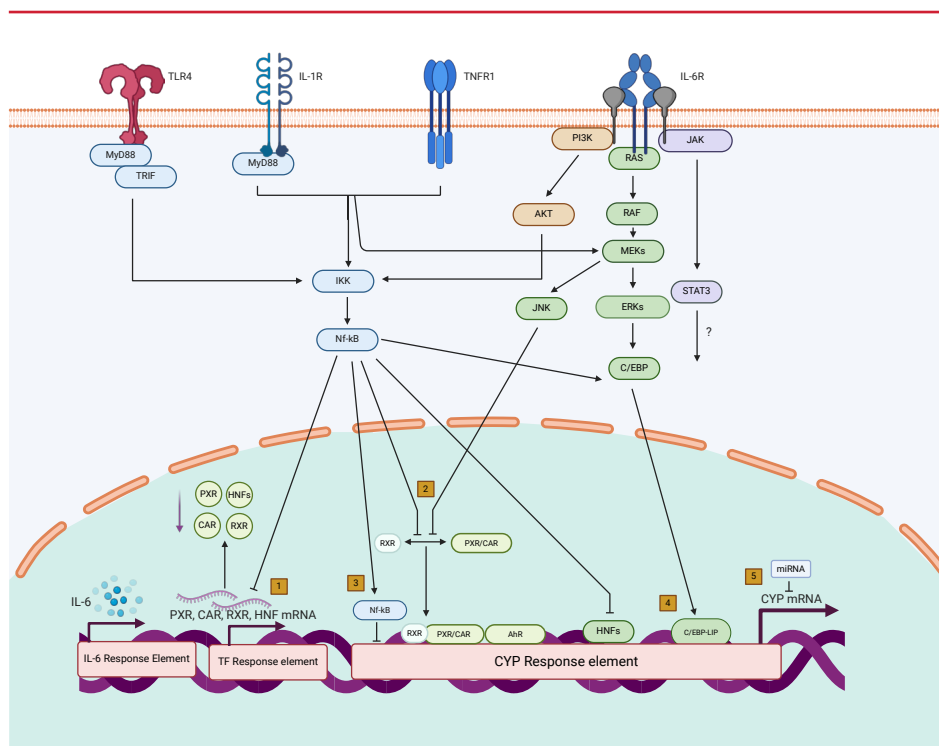 TLR4
IL-1R
TNFR1
IL-6R
MyD88
TRIF
MyD88
PI3K
RAS
JAK
AKT
RAF
MEKs
IKK
STAT3
JNK
ERKs
?
Nf-kB
C/EBP
PXR
HNFs
CAR
RXR
2
RXR
PXR/CAR
1
3
4
5
miRNA
IL-6
CYP mRNA
PXR, CAR, RXR, HNF mRNA
Nf-kB
RXR
PXR/CAR
AhR
HNFs
C/EBP-LIP
IL-6 Response Element
TF Response element
CYP Response element